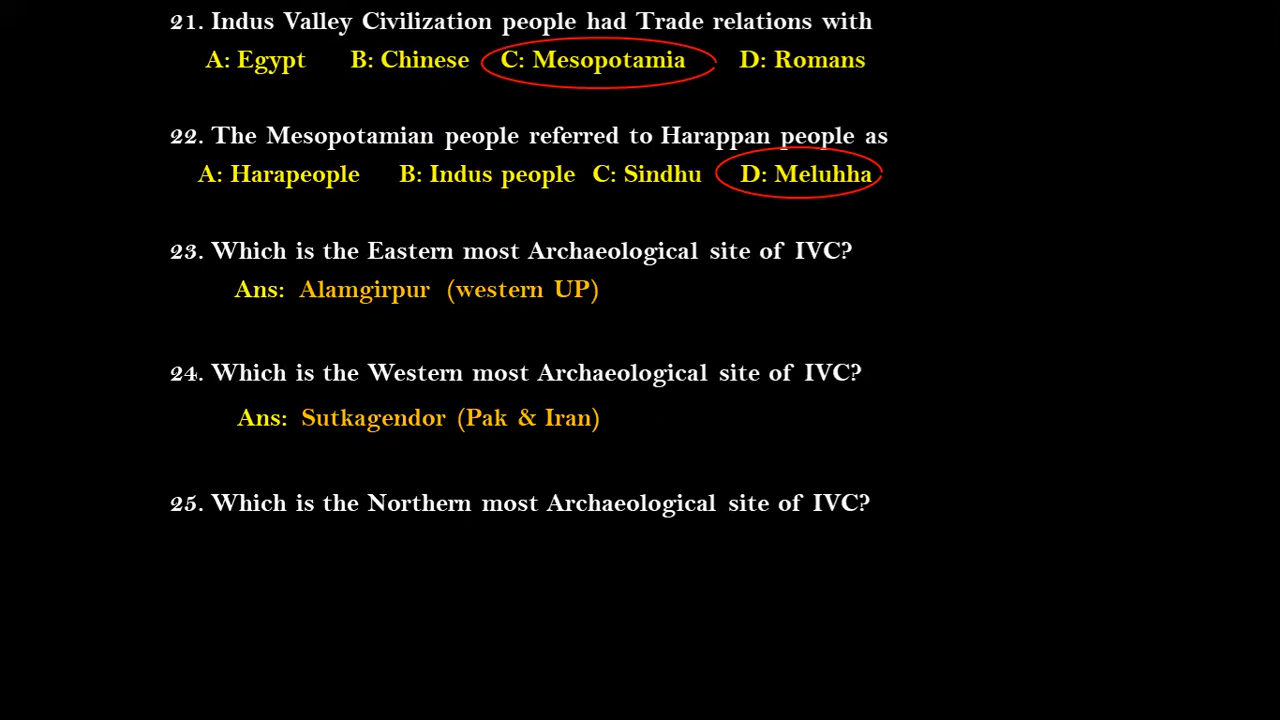 21. Indus Valley Civilization people had Trade relations with
A: Egypt B: Chinese C: Mesopotamia D: Romans
22. The Mesopotamian people referred to Harappan people as
A: Harapeople B: Indus people C: Sindhu D: Meluhha
23. Which is the Eastern most Archaeological site of IVC?
Ans: Alamgirpur (western UP)
24. Which is the Western most Archaeological site of IVC?
Ans: Sutkagendor (Pak & Iran)
25. Which is the Northern most Archaeological site of IVC?